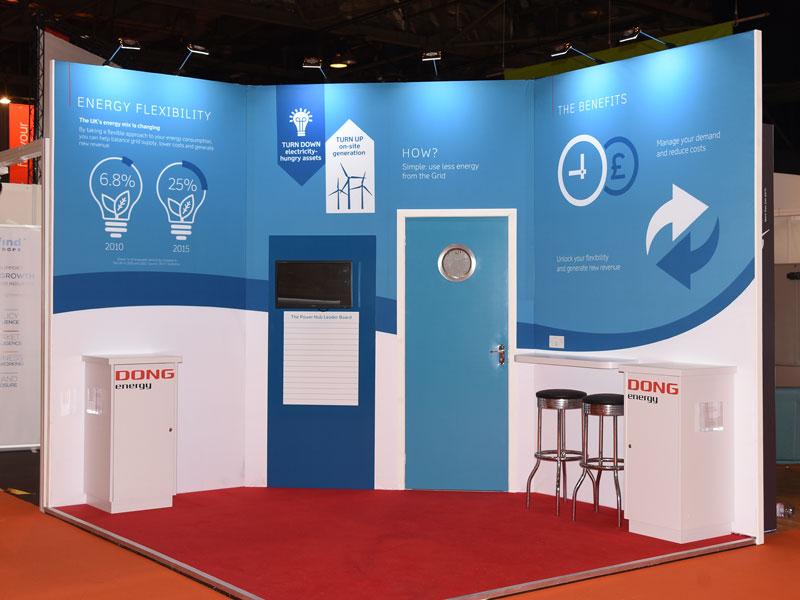 ENERGY FLEXIBILITY
The UK's energy mix is changing
By taking a flexible approach to your energy consumption,
you can help balance grid supply, lower costs and generate
new revenue
6.8%
25%
2010
2015
TURN DOWN
electricity-
hungry assets
TURN UP
on-site
generation
HOW?
Simple: use less energy
from the Grid
The Power Hub Leader Board
THE BENEFITS
£
Manage your demand
and reduce costs
Unlock your flexibility
and generate new revenue
DONG
energy
DONG
energy
your
GROWTH